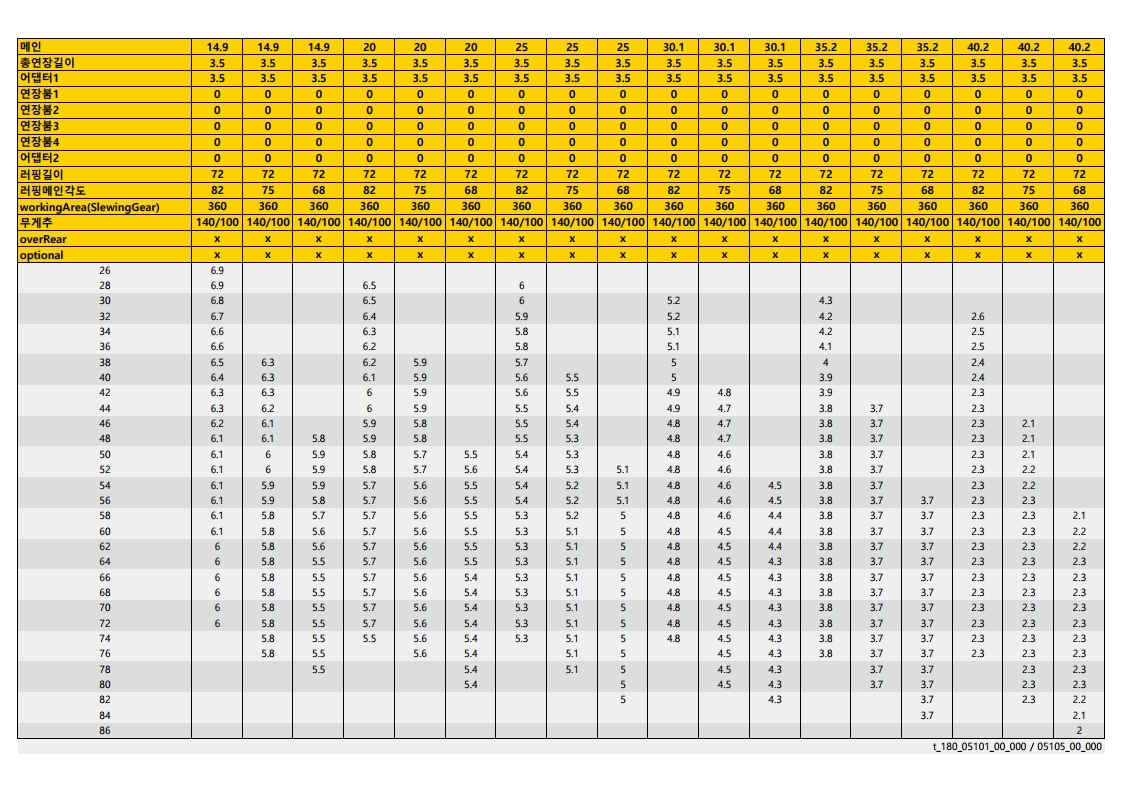 메인 14.9 14.9 14.9 20 20 20 25 25 25 30.1 30.1 30.1 35.2 35.2 35.2 40.2 40.2 40.2
총연장길이 3.5 3.5 3.5 3.5 3.5 3.5 3.5 3.5 3.5 3.5 3.5 3.5 3.5 3.5 3.5 3.5 3.5 3.5
어댑터1 3.5 3.5 3.5 3.5 3.5 3.5 3.5 3.5 3.5 3.5 3.5 3.5 3.5 3.5 3.5 3.5 3.5 3.5
연장붐1 0 0 0 0 0 0 0 0 0 0 0 0 0 0 0 0 0 0
연장붐2 0 0 0 0 0 0 0 0 0 0 0 0 0 0 0 0 0 0
연장붐3 0 0 0 0 0 0 0 0 0 0 0 0 0 0 0 0 0 0
연장붐4 0 0 0 0 0 0 0 0 0 0 0 0 0 0 0 0 0 0
어댑터2 0 0 0 0 0 0 0 0 0 0 0 0 0 0 0 0 0 0
러핑길이 72 72 72 72 72 72 72 72 72 72 72 72 72 72 72 72 72 72
러핑메인각도 82 75 68 82 75 68 82 75 68 82 75 68 82 75 68 82 75 68
workingArea(SlewingGear) 360 360 360 360 360 360 360 360 360 360 360 360 360 360 360 360 360 360
무게추 140/100 140/100 140/100 140/100 140/100 140/100 140/100 140/100 140/100 140/100 140/100 140/100 140/100 140/100 140/100 140/100 140/100 140/100
overRear x x x x x x x x x x x x x x x x x x
optional x x x x x x x x x x x x x x x x x x
26 6.9
28 6.9 6.5 6
30 6.8 6.5 6 5.2 4.3
32 6.7 6.4 5.9 5.2 4.2 2.6
34 6.6 6.3 5.8 5.1 4.2 2.5
36 6.6 6.2 5.8 5.1 4.1 2.5
38 6.5 6.3 6.2 5.9 5.7 5 4 2.4
40 6.4 6.3 6.1 5.9 5.6 5.5 5 3.9 2.4
42 6.3 6.3 6 5.9 5.6 5.5 4.9 4.8 3.9 2.3
44 6.3 6.2 6 5.9 5.5 5.4 4.9 4.7 3.8 3.7 2.3
46 6.2 6.1 5.9 5.8 5.5 5.4 4.8 4.7 3.8 3.7 2.3 2.1
48 6.1 6.1 5.8 5.9 5.8 5.5 5.3 4.8 4.7 3.8 3.7 2.3 2.1
50 6.1 6 5.9 5.8 5.7 5.5 5.4 5.3 4.8 4.6 3.8 3.7 2.3 2.1
52 6.1 6 5.9 5.8 5.7 5.6 5.4 5.3 5.1 4.8 4.6 3.8 3.7 2.3 2.2
54 6.1 5.9 5.9 5.7 5.6 5.5 5.4 5.2 5.1 4.8 4.6 4.5 3.8 3.7 2.3 2.2
56 6.1 5.9 5.8 5.7 5.6 5.5 5.4 5.2 5.1 4.8 4.6 4.5 3.8 3.7 3.7 2.3 2.3
58 6.1 5.8 5.7 5.7 5.6 5.5 5.3 5.2 5 4.8 4.6 4.4 3.8 3.7 3.7 2.3 2.3 2.1
60 6.1 5.8 5.6 5.7 5.6 5.5 5.3 5.1 5 4.8 4.5 4.4 3.8 3.7 3.7 2.3 2.3 2.2
62 6 5.8 5.6 5.7 5.6 5.5 5.3 5.1 5 4.8 4.5 4.4 3.8 3.7 3.7 2.3 2.3 2.2
64 6 5.8 5.5 5.7 5.6 5.5 5.3 5.1 5 4.8 4.5 4.3 3.8 3.7 3.7 2.3 2.3 2.3
66 6 5.8 5.5 5.7 5.6 5.4 5.3 5.1 5 4.8 4.5 4.3 3.8 3.7 3.7 2.3 2.3 2.3
68 6 5.8 5.5 5.7 5.6 5.4 5.3 5.1 5 4.8 4.5 4.3 3.8 3.7 3.7 2.3 2.3 2.3
70 6 5.8 5.5 5.7 5.6 5.4 5.3 5.1 5 4.8 4.5 4.3 3.8 3.7 3.7 2.3 2.3 2.3
72 6 5.8 5.5 5.7 5.6 5.4 5.3 5.1 5 4.8 4.5 4.3 3.8 3.7 3.7 2.3 2.3 2.3
74 5.8 5.5 5.5 5.6 5.4 5.3 5.1 5 4.8 4.5 4.3 3.8 3.7 3.7 2.3 2.3 2.3
76 5.8 5.5 5.6 5.4 5.1 5 4.5 4.3 3.8 3.7 3.7 2.3 2.3 2.3
78 5.5 5.4 5.1 5 4.5 4.3 3.7 3.7 2.3 2.3
80 5.4 5 4.5 4.3 3.7 3.7 2.3 2.3
82 5 4.3 3.7 2.3 2.2
84 3.7 2.1
86 2
t_180_05101_00_000 / 05105_00_000